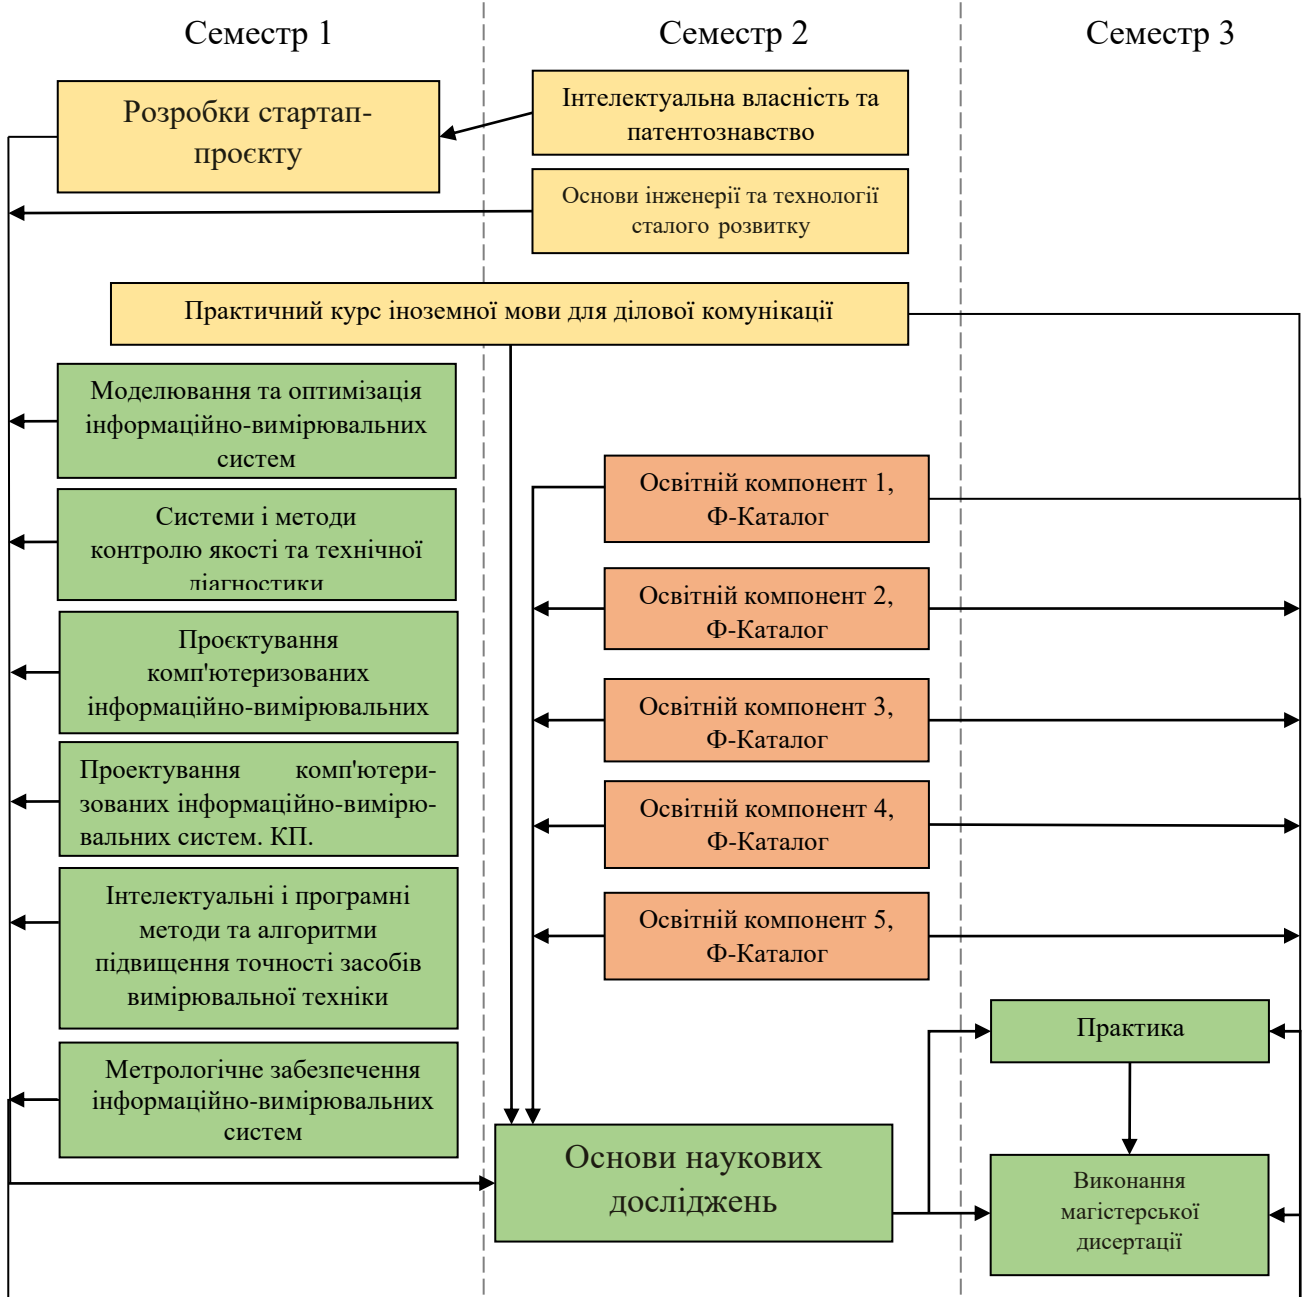 Семестр 1
Семестр 2
Семестр 3
Розробки стартап-
проєкту
Інтелектуальна власність та
патентознавство
Основи інженерії та технології
сталого розвитку
Практичний курс іноземної мови для ділової комунікації
Моделювання та оптимізація
інформаційно-вимірювальних
систем
Системи і методи
контролю якості та технічної
діагностики
Проєктування
комп'ютеризованих
інформаційно-вимірювальних
Проектування комп'ютери-
зованих інформаційно-вимірю-
вальних систем. КП.
Інтелектуальні і програмні
методи та алгоритми
підвищення точності засобів
вимірювальної техніки
Метрологічне забезпечення
інформаційно-вимірювальних
систем
Освітній компонент 1,
Ф-Каталог
Освітній компонент 2,
Ф-Каталог
Освітній компонент 3,
Ф-Каталог
Освітній компонент 4,
Ф-Каталог
Освітній компонент 5,
Ф-Каталог
Основи наукових
досліджень
Практика
Виконання
магістерської
дисертації